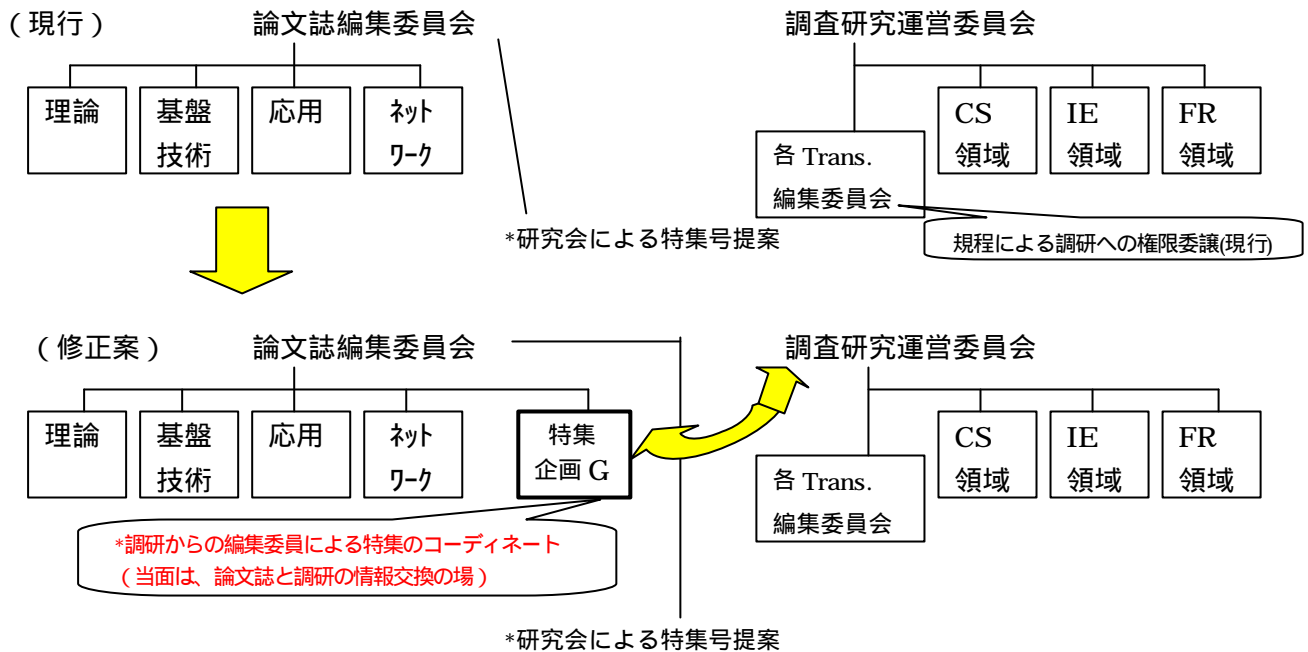 （現行）
論文誌編集委員会
調査研究運営委員会
理論
基盤
技術
応用
ﾈｯﾄ
ﾜｰｸ
各 Trans.
編集委員会
CS
領域
IE
領域
FR
領域
*研究会による特集号提案
規程による調研への権限委譲(現行)
（修正案）
論文誌編集委員会
調査研究運営委員会
理論
基盤
技術
応用
ﾈｯﾄ
ﾜｰｸ
特集
企画 G
各 Trans.
編集委員会
CS
領域
IE
領域
FR
領域
*調研からの編集委員による特集のコーディネート
（当面は、論文誌と調研の情報交換の場）
*研究会による特集号提案